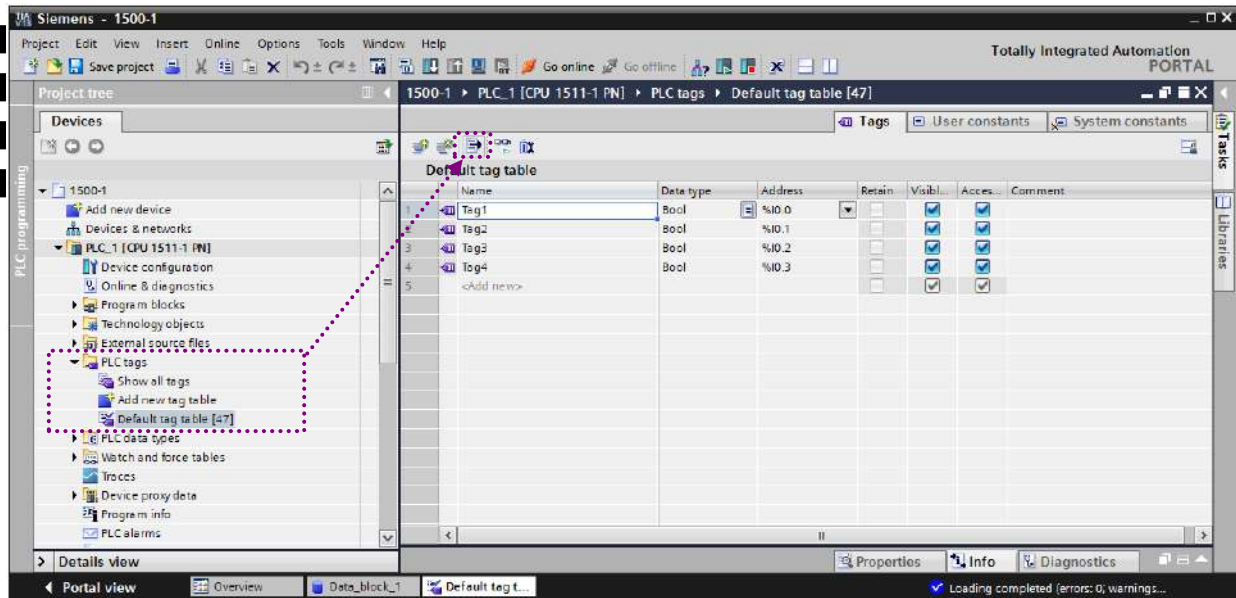 Siemens - 1500-1
Project Edit View Insert Online Options Tools Window Help
Totally Integrated Automation
PORTAL
Save project Go online Go offline
Project tree
1500-1 PLC_1 [CPU 1511-1 PN] PLC tags Default tag table [47]
Devices
Tags User constants System constants
Default tag table
Name Data type Address Retain Visibl... Acces... Comment
1 Tag1 Bool %I0.0
2 Tag2 Bool %I0.1
3 Tag3 Bool %I0.2
4 Tag4 Bool %I0.3
5 <Add new>
1500-1
Add new device
Devices & networks
PLC_1 [CPU 1511-1 PN]
Device configuration
Online & diagnostics
Program blocks
Technology objects
External source files
PLC tags
Show all tags
Add new tag table
Default tag table [47]
PLC data types
Watch and force tables
Traces
Device proxy data
Program info
PLC alarms
PLC programming
Tasks
Libraries
Details view
Properties Info Diagnostics
Portal view Overview Data_block_1 Default tag t... Loading completed (errors: 0; warnings...